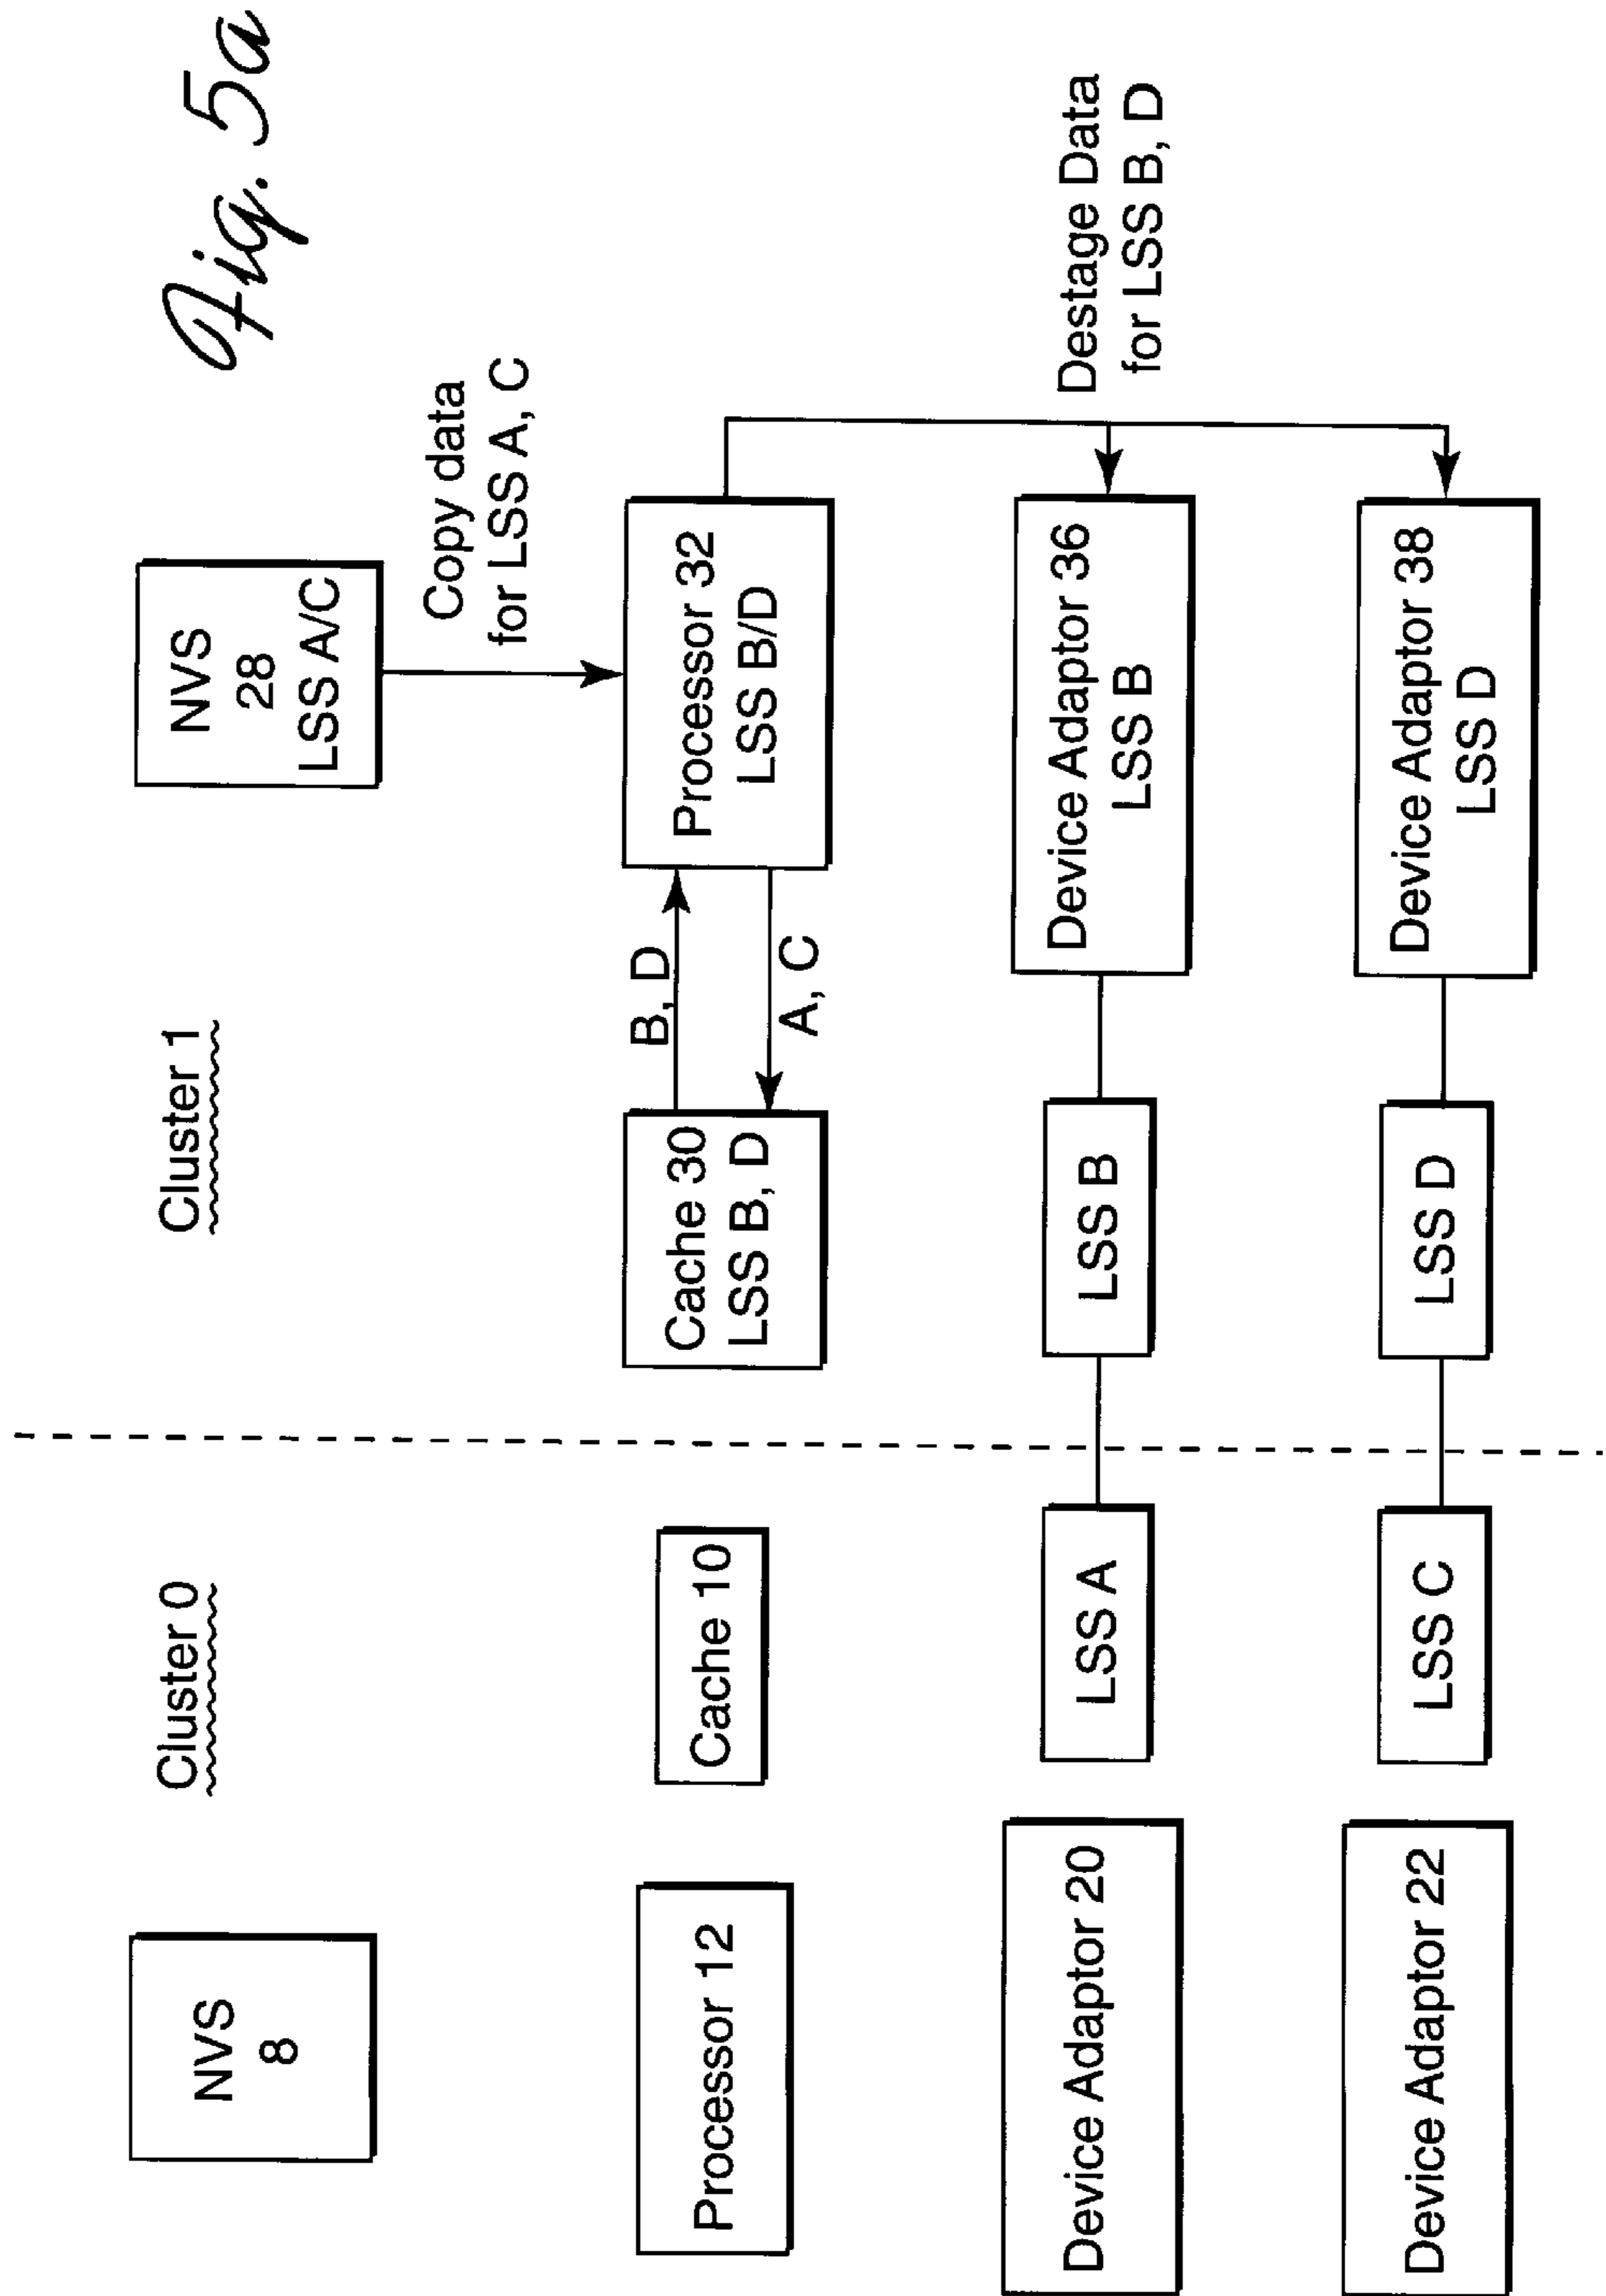 Fig. 5a
Cluster 0
Cluster 1
NVS
8
NVS
28
LSS A/C
Copy data
for LSS A, C
Processor 12
Cache 10
Cache 30
LSS B, D
B, D
A, C
Processor 32
LSS B/D
Destage Data
for LSS B, D
Device Adaptor 20
LSS A
LSS B
Device Adaptor 36
LSS B
Device Adaptor 22
LSS C
LSS D
Device Adaptor 38
LSS D